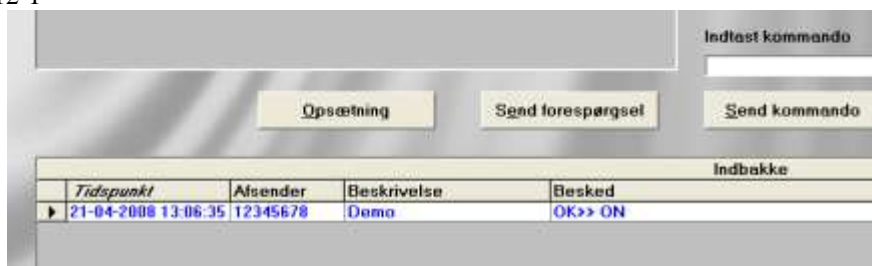 Indtast kommando
Opsætning
Send forespørgsel
Send kommando
Indbakke
Tidspunkt Afsender Beskrivelse Besked
21-04-2008 13:06:35 12345678 Demo OK>> ON